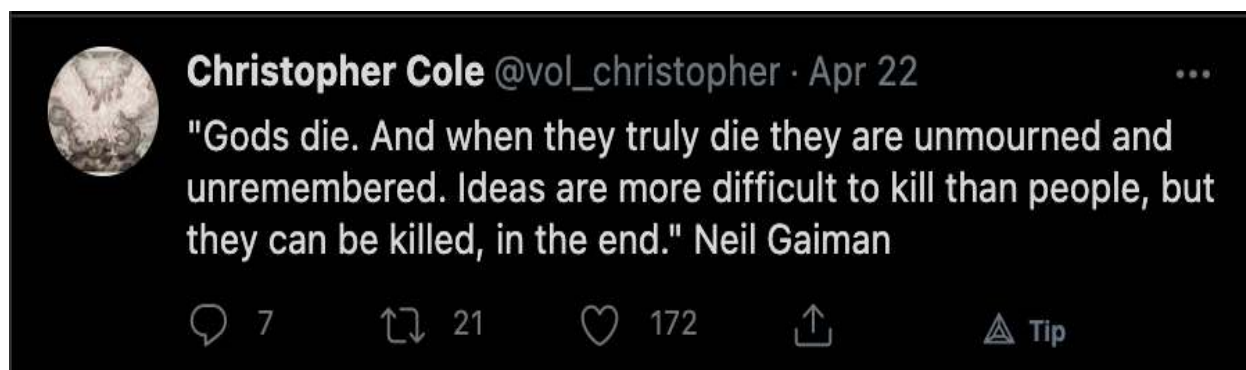 Christopher Cole @vol_christopher · Apr 22
"Gods die. And when they truly die they are unmourned and
unremembered. Ideas are more difficult to kill than people, but
they can be killed, in the end." Neil Gaiman
7 21 172 Tip